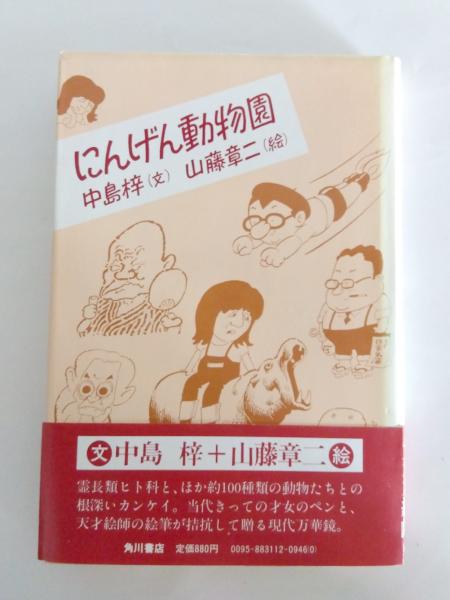 にんげん動物園
中島梓(文) 山藤章二(絵)
文 中島 梓+山藤章二 絵
霊長類ヒト科と、ほか約100種類の動物たちとの
根深いカンケイ。当代きっての才女のペンと、
天才絵師の絵筆が拮抗して贈る現代万華鏡。
角川書店 定価880円 0095-883112-0946(0)